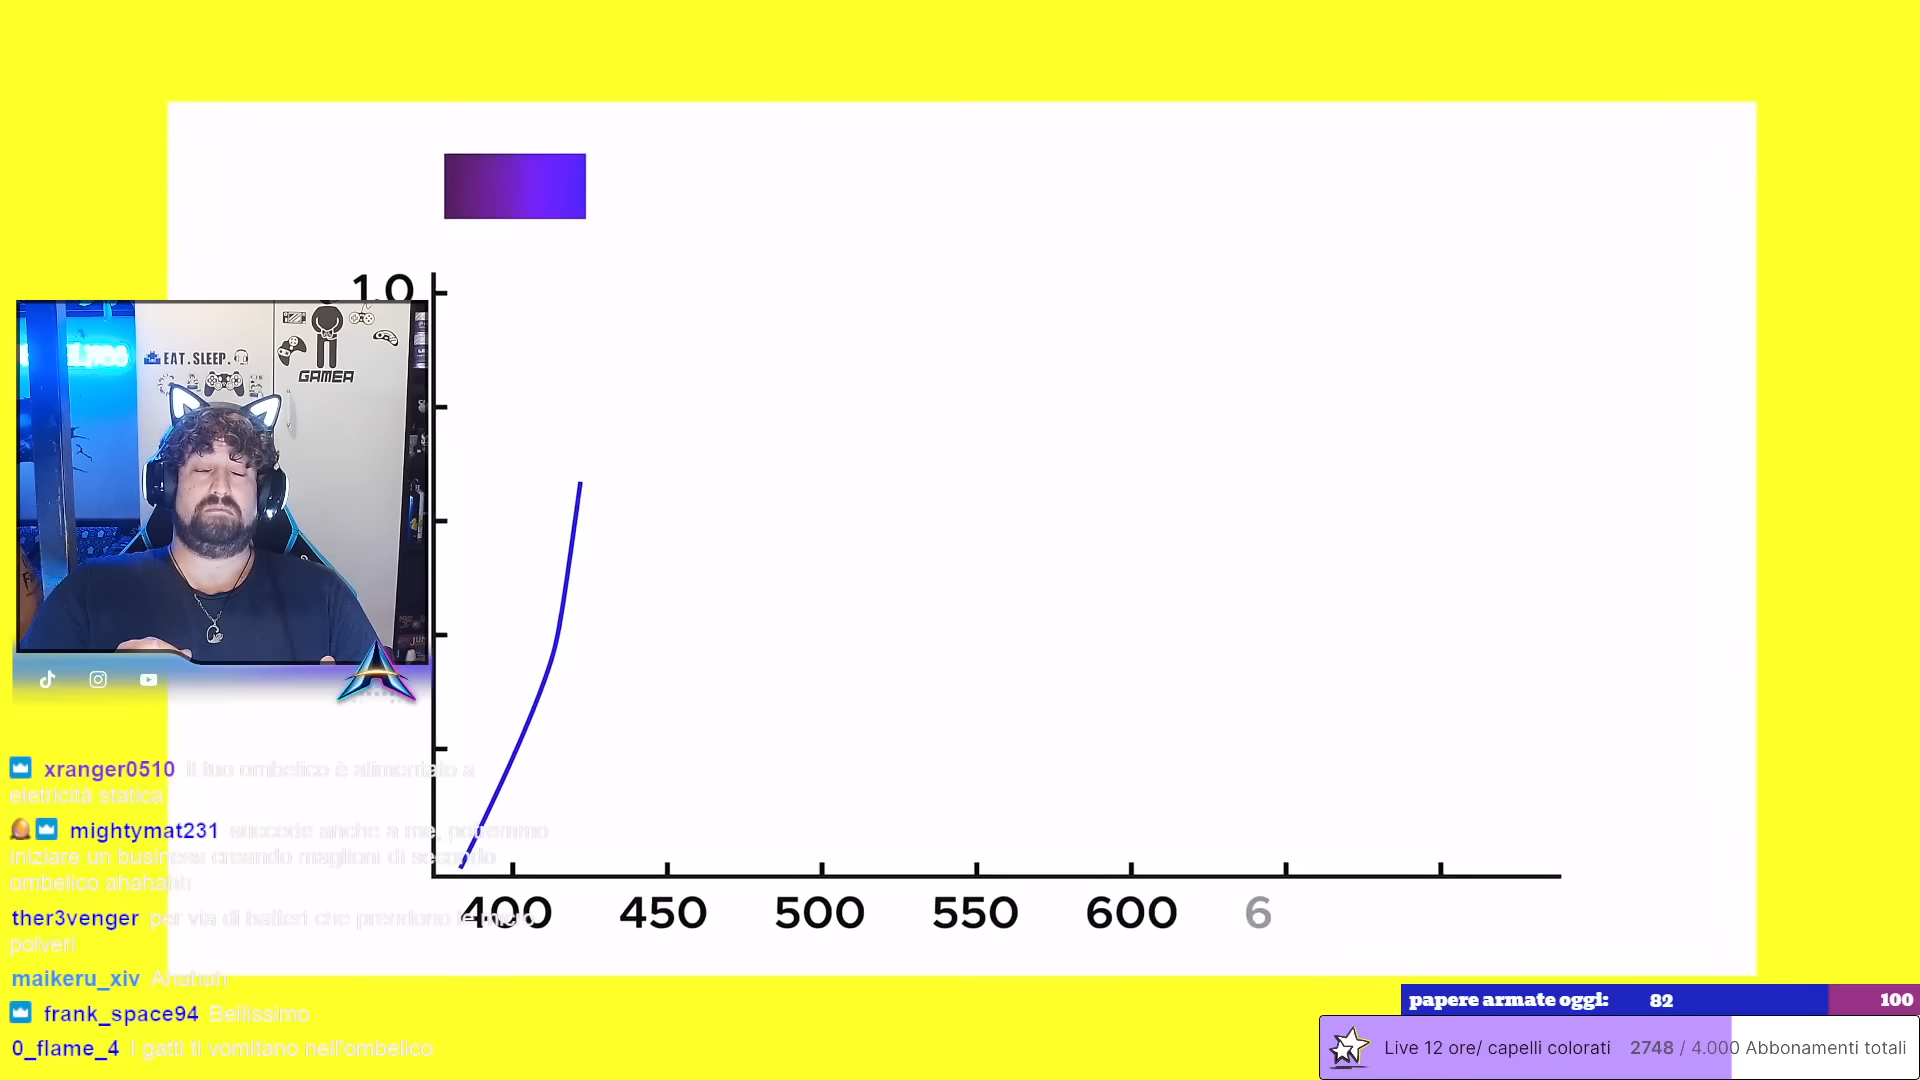 1.0
EAT.SLEEP.
GAMEA
400 450 500 550 600 6
xranger0510 Il tuo ombelico è alimentato a
eletricità statica
mightymat231 succede anche a me, potremmo
iniziare un business creando maglioni di secondo
ombelico ahahahh
ther3venger per via di batteri che prendono le micro
polveri
maikeru_xiv Ahahah
frank_space94 Bellissimo
0_flame_4 I gatti ti vomitano nell'ombelico
papere armate oggi: 82 100
Live 12 ore/ capelli colorati 2748 / 4.000 Abbonamenti totali